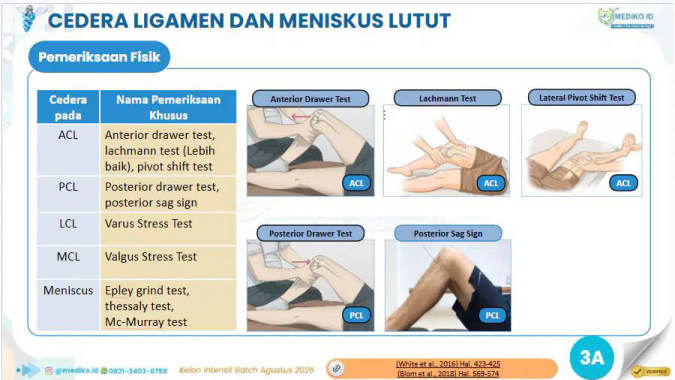 CEDERA LIGAMEN DAN MENISKUS LUTUT
MEDIKO.ID
Pemeriksaan Fisik
Cedera pada
Nama Pemeriksaan Khusus
ACL
Anterior drawer test,
lachmann test (Lebih
baik), pivot shift test
PCL
Posterior drawer test,
posterior sag sign
LCL
Varus Stress Test
MCL
Valgus Stress Test
Meniscus
Epley grind test,
thessaly test,
Mc-Murray test
Anterior Drawer Test
ACL
Lachmann Test
ACL
Lateral Pivot Shift Test
ACL
Posterior Drawer Test
PCL
Posterior Sag Sign
PCL
3A
@mediko.id 0821-3403-8768
Kelan Intensif Batch Agustus 2026
(White et al., 2016) Hal. 423-425
(Blom et al., 2018) Hal. 569-574